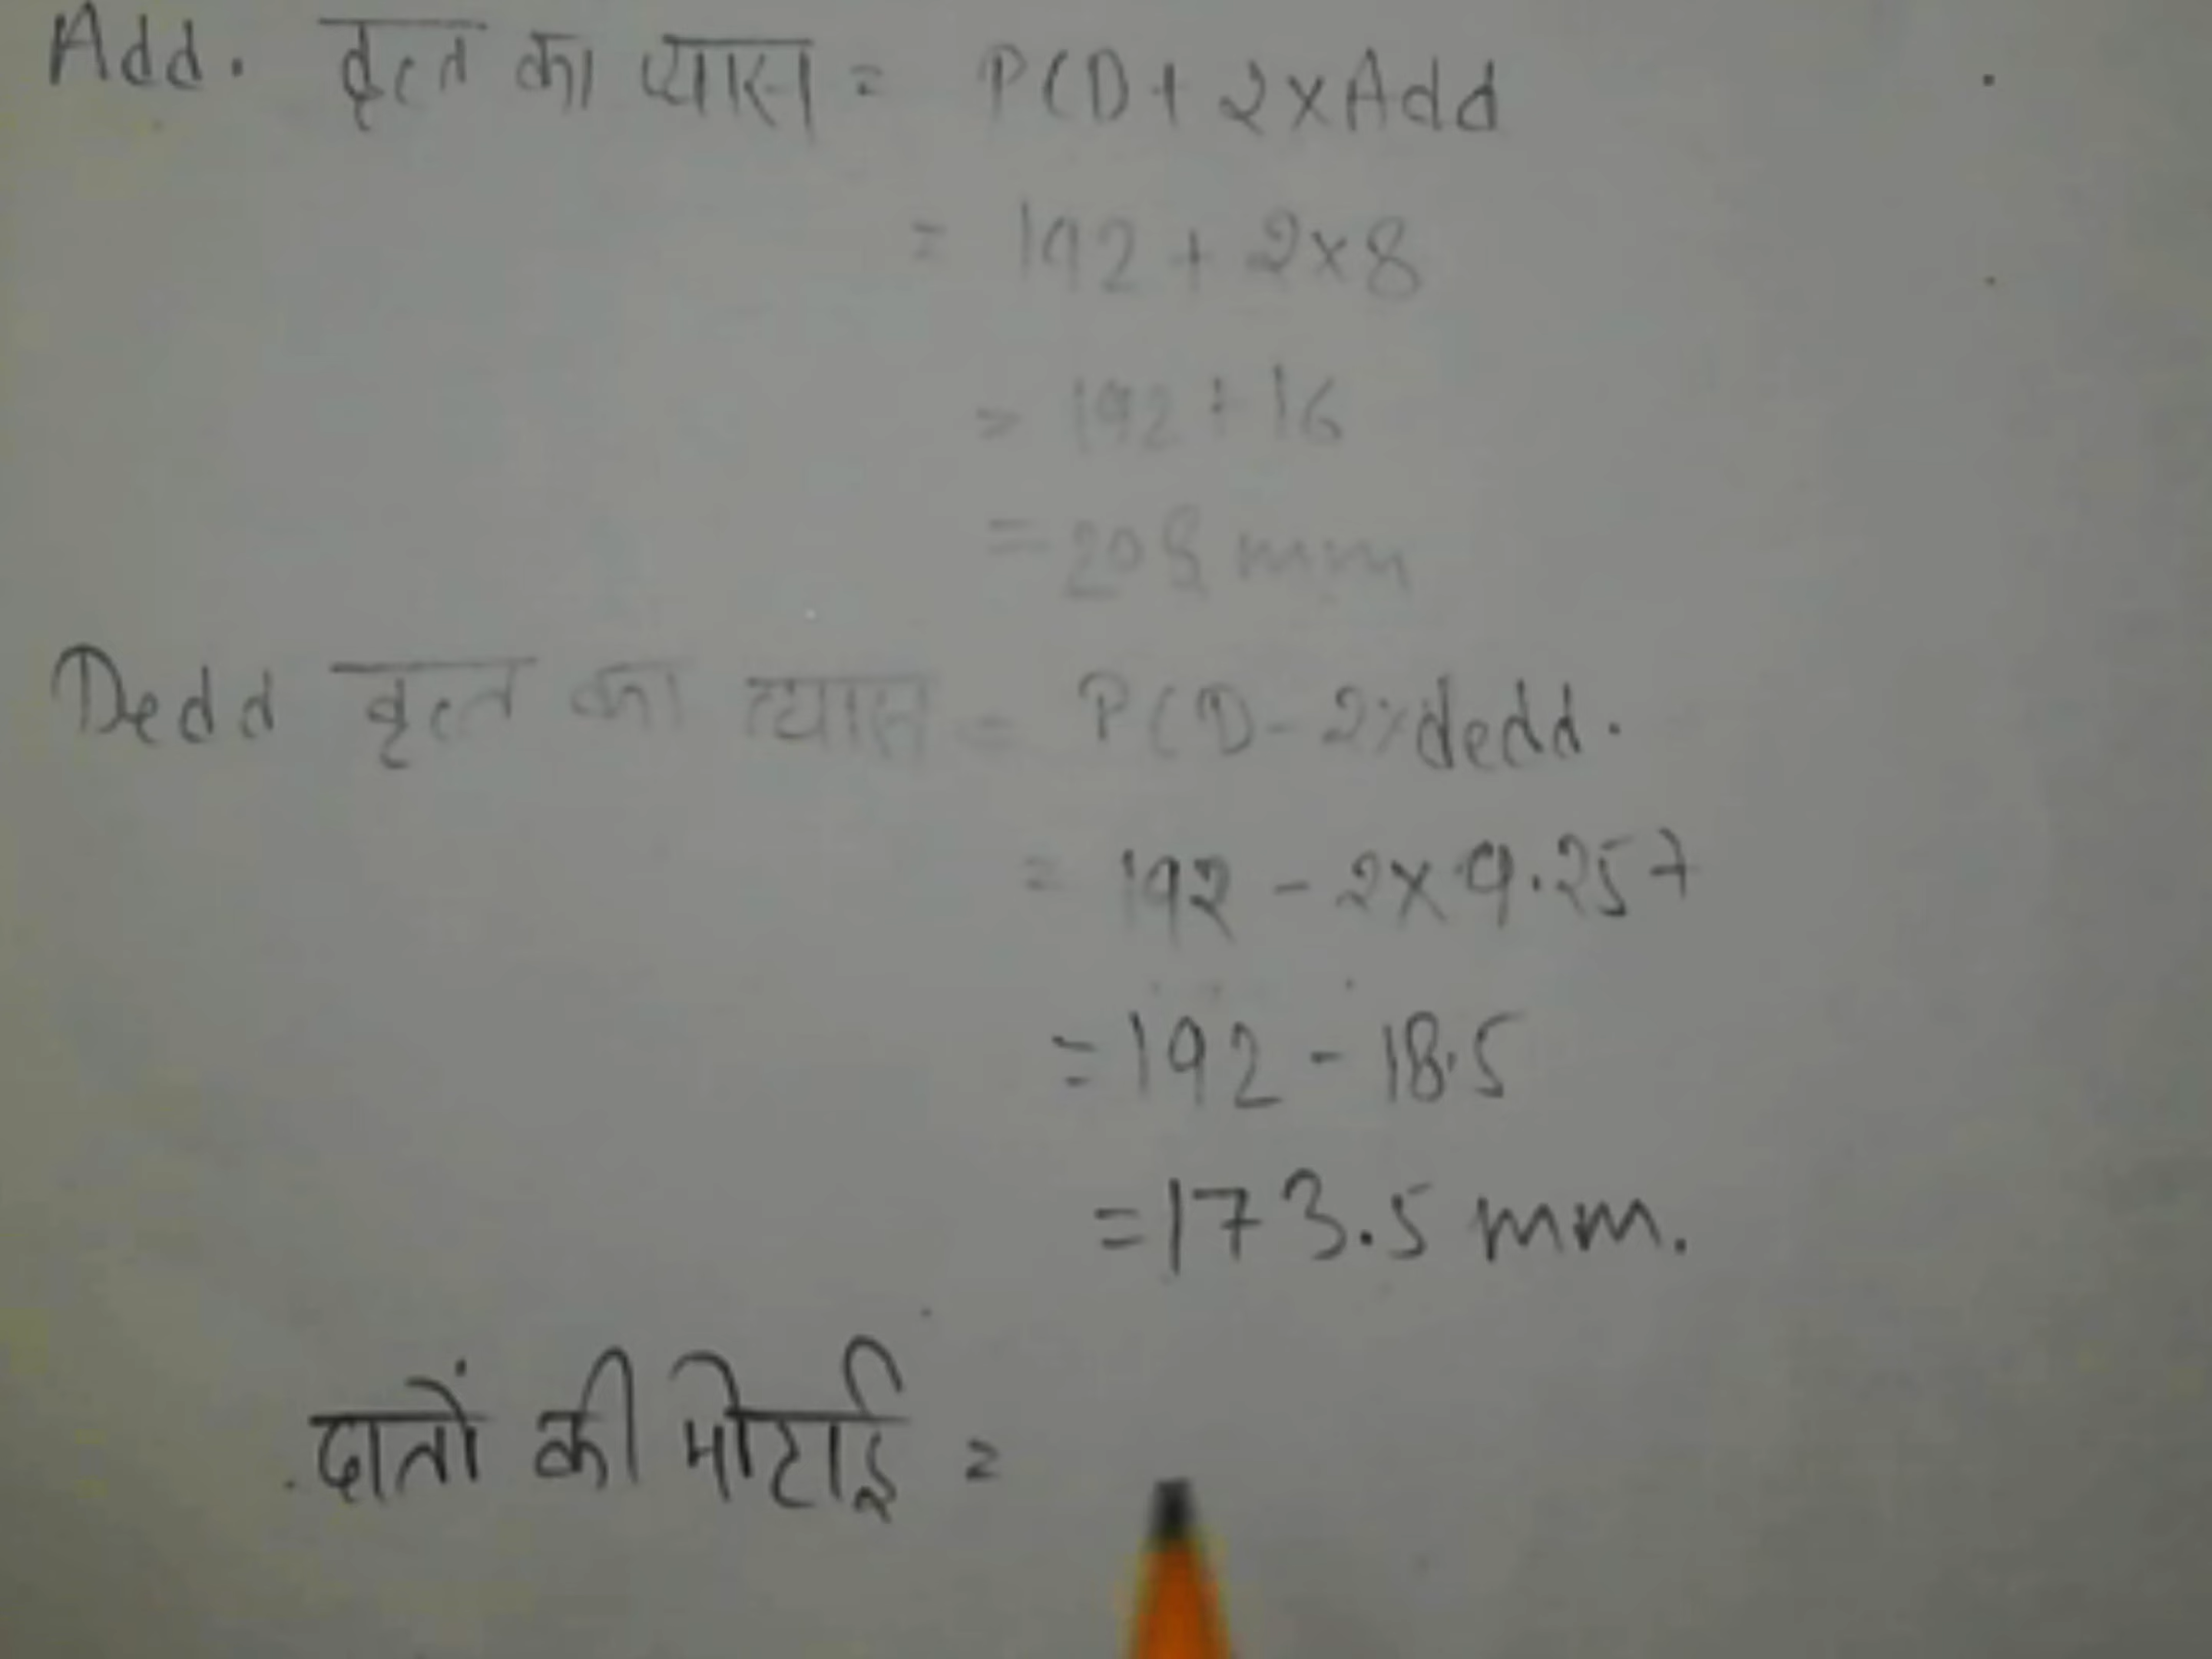 Add. वृत्त का व्यास = PCD + 2×Add
= 192 + 2×8
= 192 + 16
= 208 mm
Dedd वृत्त का व्यास = PCD - 2×dedd.
= 192 - 2×9.257
= 192 - 18.5
= 173.5 mm.
दातों की मोटाई =